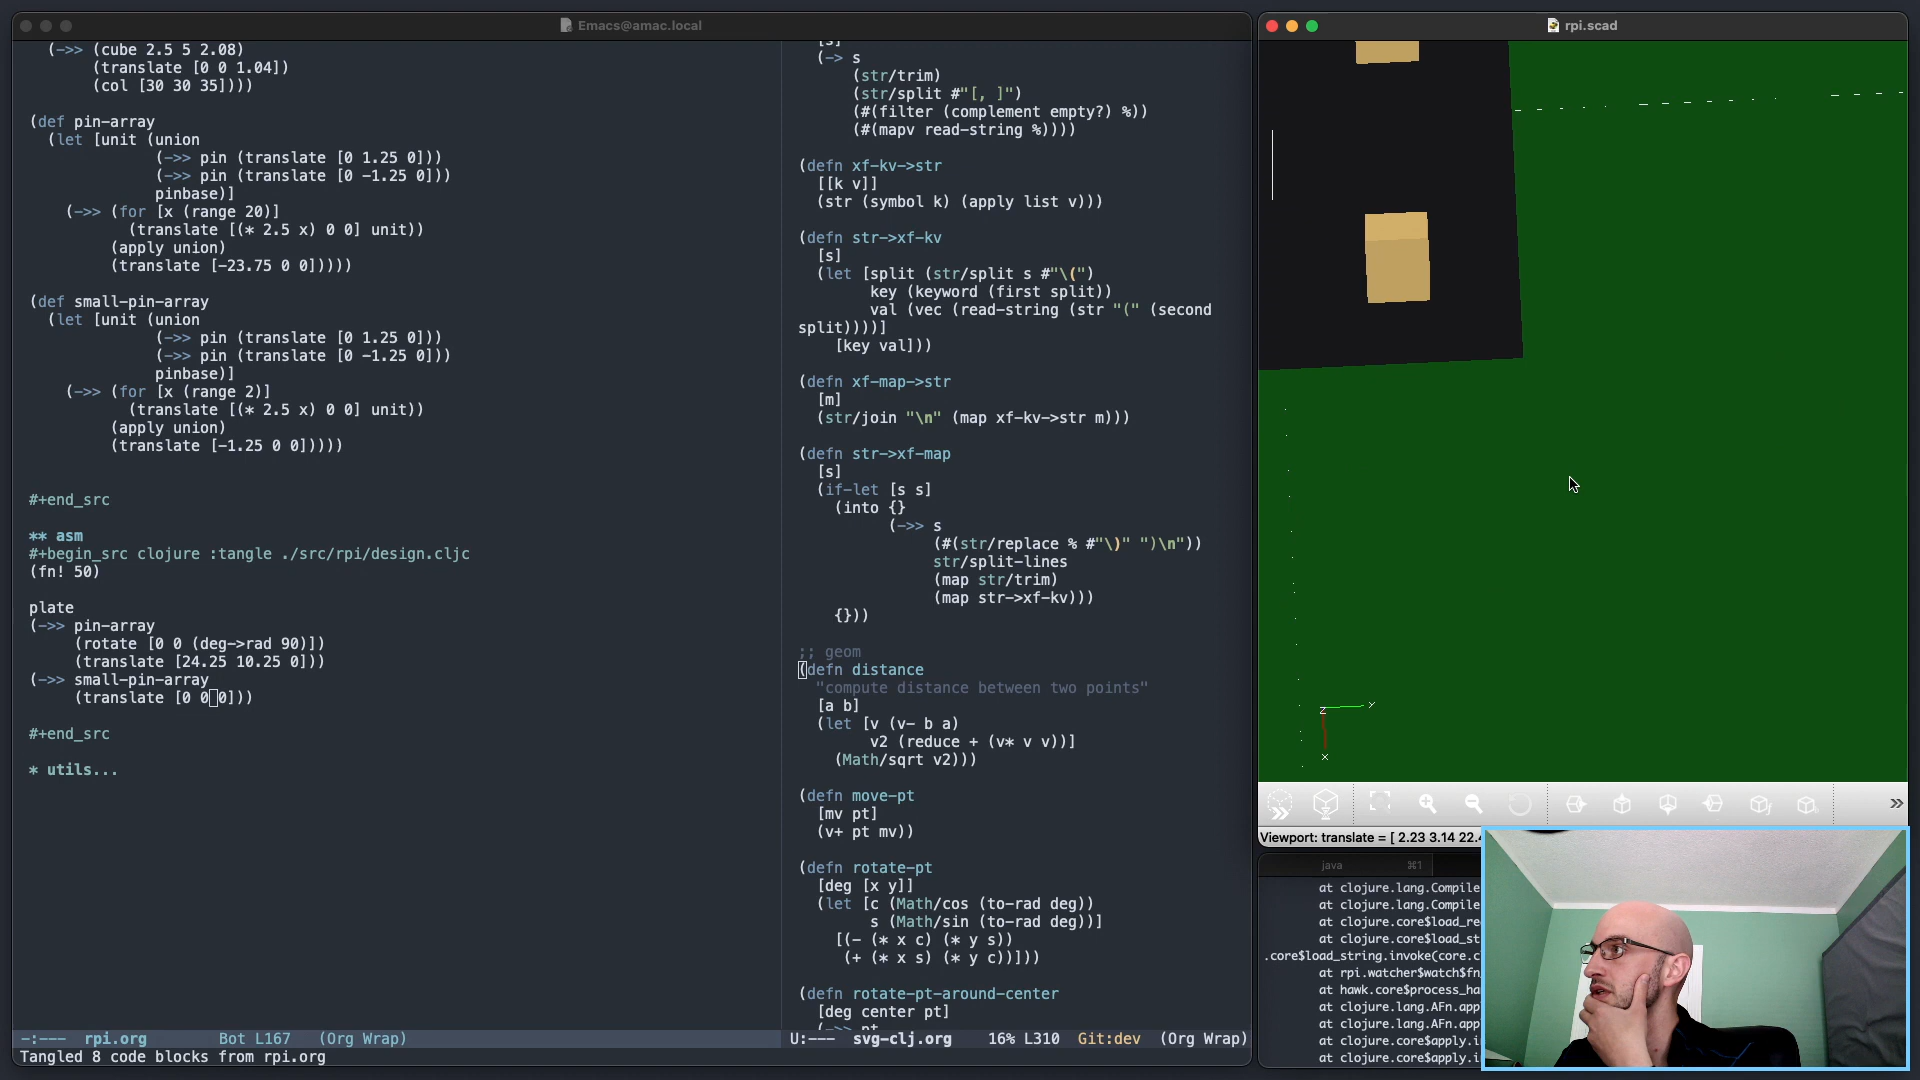 Emacs@amac.local
(->> (cube 2.5 5 2.08)
(translate [0 0 1.04])
(col [30 30 35])))
(def pin-array
(let [unit (union
(->> pin (translate [0 1.25 0]))
(->> pin (translate [0 -1.25 0]))
pinbase)]
(->> (for [x (range 20)]
(translate [(* 2.5 x) 0 0] unit))
(apply union)
(translate [-23.75 0 0]))))
(def small-pin-array
(let [unit (union
(->> pin (translate [0 1.25 0]))
(->> pin (translate [0 -1.25 0]))
pinbase)]
(->> (for [x (range 2)]
(translate [(* 2.5 x) 0 0] unit))
(apply union)
(translate [-1.25 0 0]))))
#+end_src
** asm
#+begin_src clojure :tangle ./src/rpi/design.cljc
(fn! 50)
plate
(->> pin-array
(rotate [0 0 (deg->rad 90)])
(translate [24.25 10.25 0]))
(->> small-pin-array
(translate [0 0 0]))
#+end_src
* utils...
-:--- rpi.org Bot L167 (Org Wrap)
Tangled 8 code blocks from rpi.org
[s]
(-> s
(str/trim)
(str/split #"[, ]")
(#(filter (complement empty?) %))
(#(mapv read-string %))))
(defn xf-kv->str
[[k v]]
(str (symbol k) (apply list v)))
(defn str->xf-kv
[s]
(let [split (str/split s #"\(")
key (keyword (first split))
val (vec (read-string (str "(" (second
split))))]
[key val]))
(defn xf-map->str
[m]
(str/join "\n" (map xf-kv->str m)))
(defn str->xf-map
[s]
(if-let [s s]
(into {}
(->> s
(#(str/replace % #"\)" ")\n"))
str/split-lines
(map str/trim)
(map str->xf-kv)))
{}))
;; geom
(defn distance
"compute distance between two points"
[a b]
(let [v (v- b a)
v2 (reduce + (v* v v))]
(Math/sqrt v2)))
(defn move-pt
[mv pt]
(v+ pt mv))
(defn rotate-pt
[deg [x y]]
(let [c (Math/cos (to-rad deg))
s (Math/sin (to-rad deg))]
[(- (* x c) (* y s))
(+ (* x s) (* y c))]))
(defn rotate-pt-around-center
[deg center pt]
(->> pt
U:--- svg-clj.org 16% L310 Git:dev (Org Wrap)
rpi.scad
Z
Y
X
Viewport: translate = [ 2.23 3.14 22.4
java ⌘1
at clojure.lang.Compile
at clojure.lang.Compile
at clojure.core$load_re
at clojure.core$load_st
.core$load_string.invoke(core.c
at rpi.watcher$watch$fn
at hawk.core$process_ha
at clojure.lang.AFn.app
at clojure.lang.AFn.app
at clojure.core$apply.i
at clojure.core$apply.i